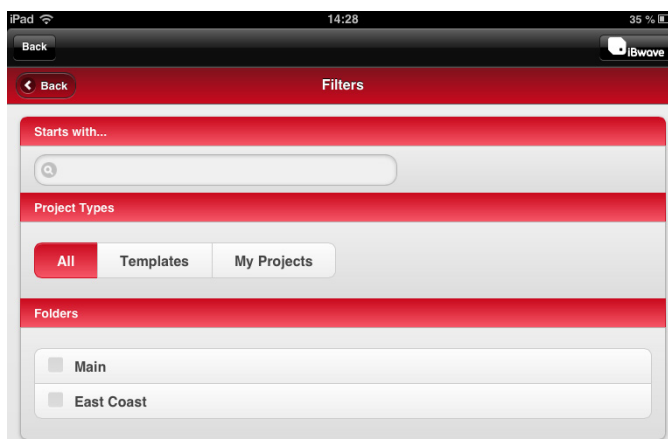 iPad 14:28 35 %
Back iBwave
Back Filters
Starts with...
Project Types
All Templates My Projects
Folders
Main
East Coast